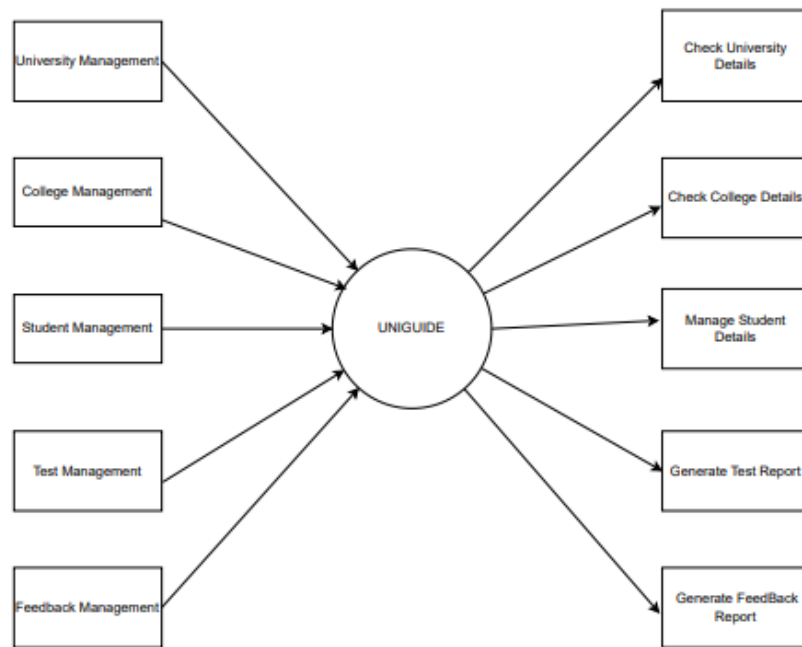 University Management
College Management
Student Management
Test Management
Feedback Management
UNIGUIDE
Check University
Details
Check College Details
Manage Student
Details
Generate Test Report
Generate FeedBack
Report